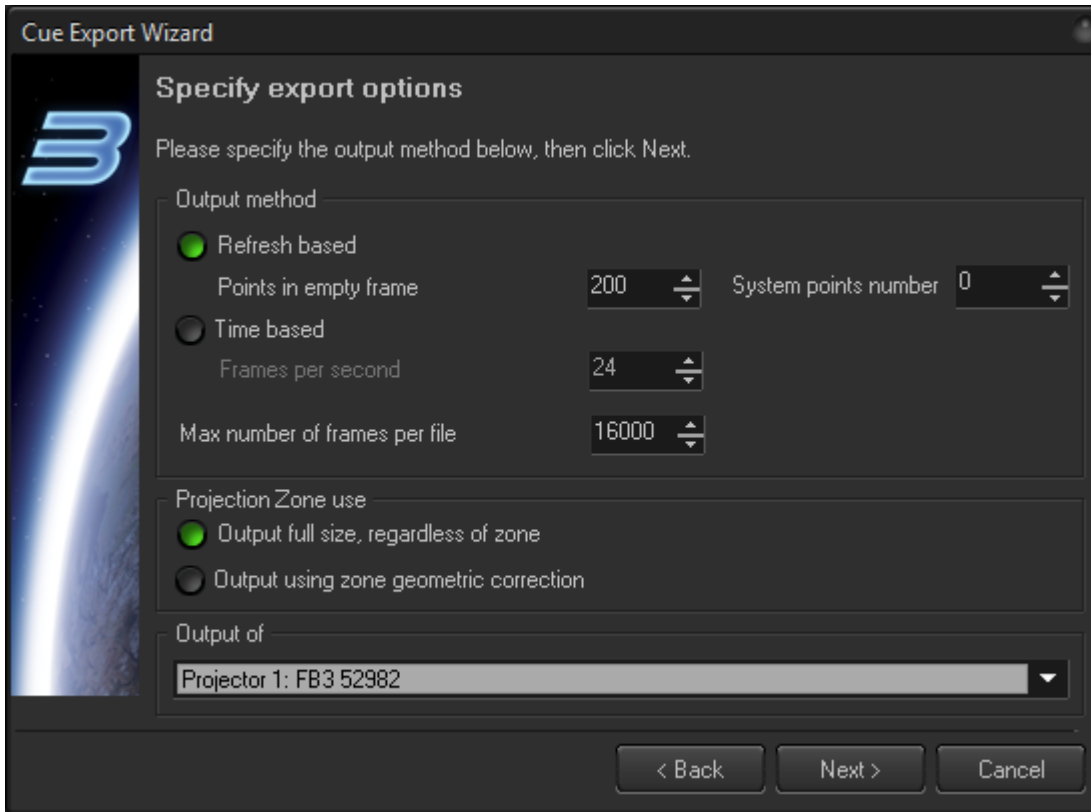 Cue Export Wizard
3
Specify export options
Please specify the output method below, then click Next.
Output method
Refresh based
Points in empty frame 200 System points number 0
Time based
Frames per second 24
Max number of frames per file 16000
Projection Zone use
Output full size, regardless of zone
Output using zone geometric correction
Output of
Projector 1: FB3 52982
< Back Next > Cancel